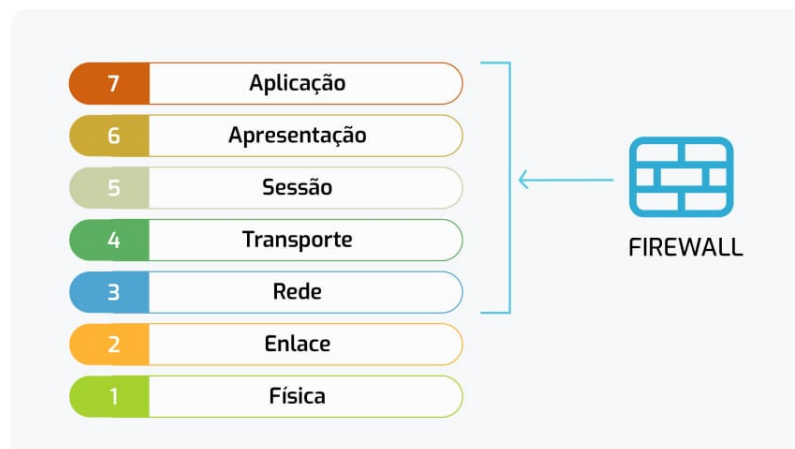 7 Aplicação
6 Apresentação
5 Sessão
4 Transporte
3 Rede
2 Enlace
1 Física
FIREWALL